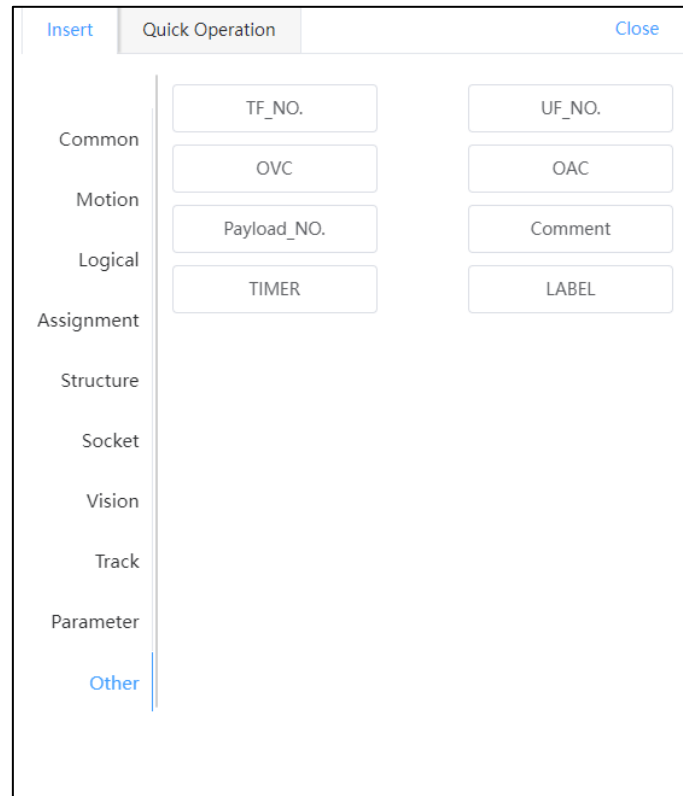 Insert Quick Operation Close
Common
Motion
Logical
Assignment
Structure
Socket
Vision
Track
Parameter
Other
TF_NO. UF_NO.
OVC OAC
Payload_NO. Comment
TIMER LABEL